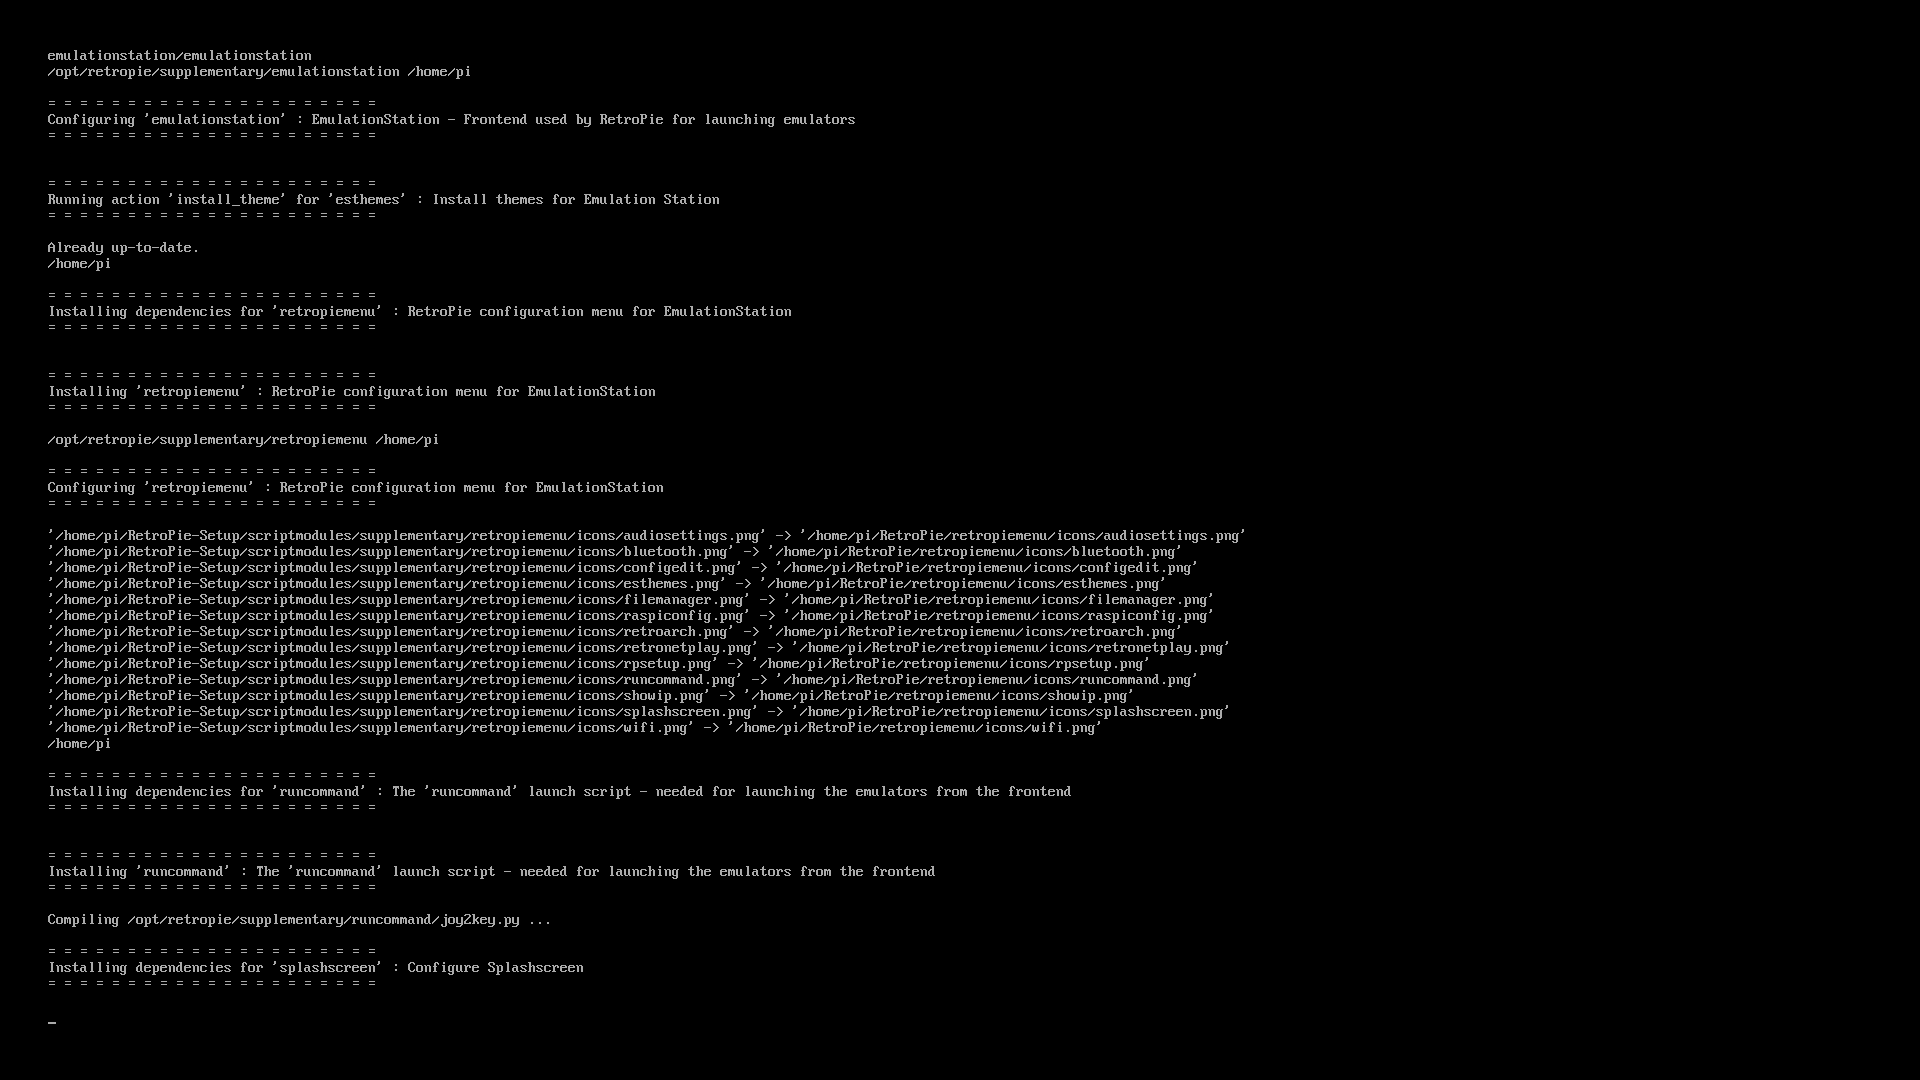 emulationstation/emulationstation
/opt/retropie/supplementary/emulationstation /home/pi
= = = = = = = = = = = = = = = = = = = = =
Configuring 'emulationstation' : EmulationStation - Frontend used by RetroPie for launching emulators
= = = = = = = = = = = = = = = = = = = = =
= = = = = = = = = = = = = = = = = = = = =
Running action 'install_theme' for 'esthemes' : Install themes for Emulation Station
= = = = = = = = = = = = = = = = = = = = =
Already up-to-date.
/home/pi
= = = = = = = = = = = = = = = = = = = = =
Installing dependencies for 'retropiemenu' : RetroPie configuration menu for EmulationStation
= = = = = = = = = = = = = = = = = = = = =
= = = = = = = = = = = = = = = = = = = = =
Installing 'retropiemenu' : RetroPie configuration menu for EmulationStation
= = = = = = = = = = = = = = = = = = = = =
/opt/retropie/supplementary/retropiemenu /home/pi
= = = = = = = = = = = = = = = = = = = = =
Configuring 'retropiemenu' : RetroPie configuration menu for EmulationStation
= = = = = = = = = = = = = = = = = = = = =
'/home/pi/RetroPie-Setup/scriptmodules/supplementary/retropiemenu/icons/audiosettings.png' -> '/home/pi/RetroPie/retropiemenu/icons/audiosettings.png'
'/home/pi/RetroPie-Setup/scriptmodules/supplementary/retropiemenu/icons/bluetooth.png' -> '/home/pi/RetroPie/retropiemenu/icons/bluetooth.png'
'/home/pi/RetroPie-Setup/scriptmodules/supplementary/retropiemenu/icons/configedit.png' -> '/home/pi/RetroPie/retropiemenu/icons/configedit.png'
'/home/pi/RetroPie-Setup/scriptmodules/supplementary/retropiemenu/icons/esthemes.png' -> '/home/pi/RetroPie/retropiemenu/icons/esthemes.png'
'/home/pi/RetroPie-Setup/scriptmodules/supplementary/retropiemenu/icons/filemanager.png' -> '/home/pi/RetroPie/retropiemenu/icons/filemanager.png'
'/home/pi/RetroPie-Setup/scriptmodules/supplementary/retropiemenu/icons/raspiconfig.png' -> '/home/pi/RetroPie/retropiemenu/icons/raspiconfig.png'
'/home/pi/RetroPie-Setup/scriptmodules/supplementary/retropiemenu/icons/retroarch.png' -> '/home/pi/RetroPie/retropiemenu/icons/retroarch.png'
'/home/pi/RetroPie-Setup/scriptmodules/supplementary/retropiemenu/icons/retronetplay.png' -> '/home/pi/RetroPie/retropiemenu/icons/retronetplay.png'
'/home/pi/RetroPie-Setup/scriptmodules/supplementary/retropiemenu/icons/rpsetup.png' -> '/home/pi/RetroPie/retropiemenu/icons/rpsetup.png'
'/home/pi/RetroPie-Setup/scriptmodules/supplementary/retropiemenu/icons/runcommand.png' -> '/home/pi/RetroPie/retropiemenu/icons/runcommand.png'
'/home/pi/RetroPie-Setup/scriptmodules/supplementary/retropiemenu/icons/showip.png' -> '/home/pi/RetroPie/retropiemenu/icons/showip.png'
'/home/pi/RetroPie-Setup/scriptmodules/supplementary/retropiemenu/icons/splashscreen.png' -> '/home/pi/RetroPie/retropiemenu/icons/splashscreen.png'
'/home/pi/RetroPie-Setup/scriptmodules/supplementary/retropiemenu/icons/wifi.png' -> '/home/pi/RetroPie/retropiemenu/icons/wifi.png'
/home/pi
= = = = = = = = = = = = = = = = = = = = =
Installing dependencies for 'runcommand' : The 'runcommand' launch script - needed for launching the emulators from the frontend
= = = = = = = = = = = = = = = = = = = = =
= = = = = = = = = = = = = = = = = = = = =
Installing 'runcommand' : The 'runcommand' launch script - needed for launching the emulators from the frontend
= = = = = = = = = = = = = = = = = = = = =
Compiling /opt/retropie/supplementary/runcommand/joy2key.py ...
= = = = = = = = = = = = = = = = = = = = =
Installing dependencies for 'splashscreen' : Configure Splashscreen
= = = = = = = = = = = = = = = = = = = = =
_